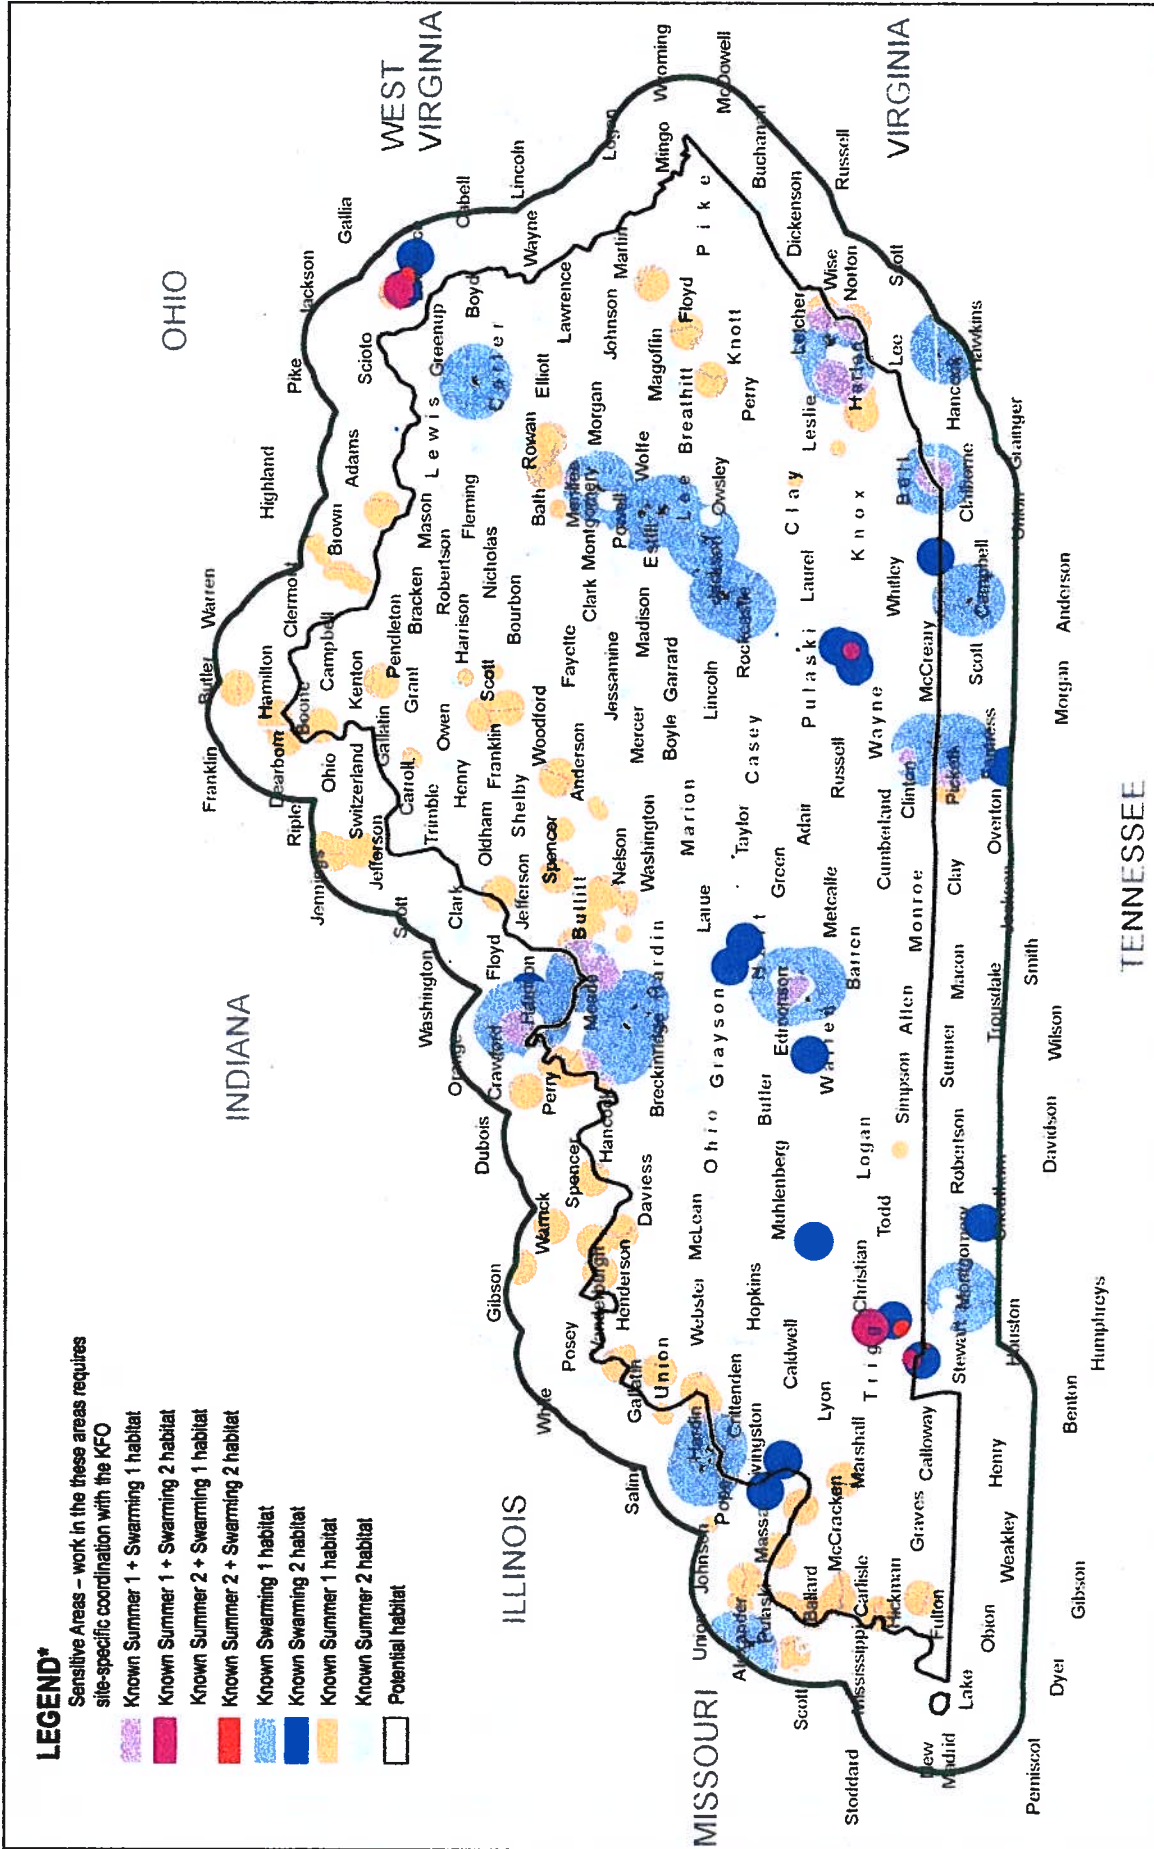 LEGEND*
Sensitive Areas – work in the these areas requires
site-specific coordination with the KFO
Known Summer 1 + Swarming 1 habitat
Known Summer 1 + Swarming 2 habitat
Known Summer 2 + Swarming 1 habitat
Known Summer 2 + Swarming 2 habitat
Known Swarming 1 habitat
Known Swarming 2 habitat
Known Summer 1 habitat
Known Summer 2 habitat
Potential habitat
OHIO
WEST
VIRGINIA
VIRGINIA
INDIANA
ILLINOIS
MISSOURI
TENNESSEE
Franklin
Butler
Warren
Highland
Pike
Jackson
Gallia
Dearborn
Hamilton
Clermont
Brown
Adams
Scioto
Cabell
Lincoln
Logan
Wyoming
Jennings
Ohio
Switzerland
Jefferson
Boone
Campbell
Kenton
Gallatin
Pendleton
Grant
Bracken
Mason
Lewis
Greenup
Boyd
Wayne
Mingo
McDowell
Scott
Clark
Trimble
Carroll
Owen
Henry
Harrison
Robertson
Nicholas
Fleming
Carter
Elliott
Lawrence
Martin
Pike
Buchanan
Washington
Floyd
Oldham
Shelby
Franklin
Scott
Bourbon
Bath
Rowan
Morgan
Johnson
Magoffin
Floyd
Dickenson
Russell
Orange
Crawford
Harrison
Jefferson
Spencer
Anderson
Woodford
Fayette
Clark
Montgomery
Menifee
Powell
Wolfe
Breathitt
Knott
Dubois
Perry
Meade
Bullitt
Nelson
Washington
Mercer
Jessamine
Madison
Estill
Lee
Owsley
Perry
Letcher
Wise
Norton
Scott
Gibson
Warrick
Spencer
Hancock
Breckinridge
Hardin
Larue
Marion
Boyle
Garrard
Lincoln
Rockcastle
Jackson
Clay
Leslie
Harlan
Lee
White
Posey
Vanderburgh
Henderson
Daviess
McLean
Ohio
Grayson
Hart
Taylor
Green
Casey
Pulaski
Laurel
Knox
Bell
Hancock
Hawkins
Gallatin
Union
Webster
Hopkins
Muhlenberg
Butler
Edmonson
Warren
Barren
Metcalfe
Adair
Russell
Wayne
Whitley
McCreary
Claiborne
Grainger
Hardin
Crittenden
Livingston
Caldwell
Lyon
Trigg
Christian
Todd
Logan
Simpson
Allen
Monroe
Cumberland
Clinton
Pickett
Scott
Campbell
Union
Johnson
Pope
Massac
Pulaski
Alexander
Union
Ballard
McCracken
Marshall
Calloway
Graves
Carlisle
Hickman
Fulton
Mississippi
Scott
Stoddard
New
Madrid
Lake
Obion
Weakley
Henry
Stewart
Montgomery
Robertson
Sumner
Macon
Clay
Overton
Houston
Trousdale
Smith
Pemiscot
Dyer
Gibson
Benton
Humphreys
Davidson
Wilson
Morgan
Anderson